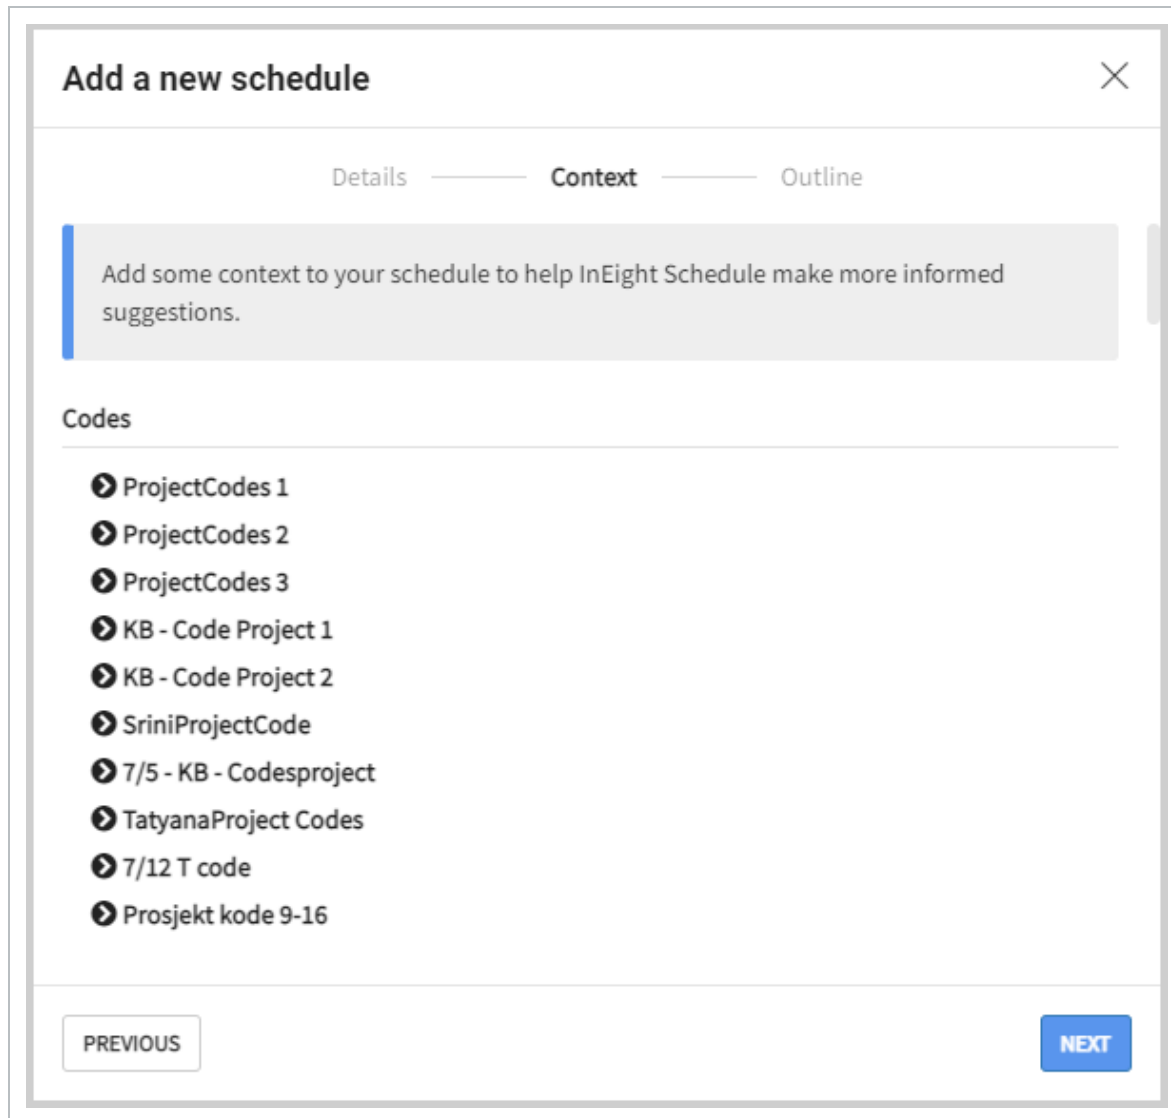 Add a new schedule
Details Context Outline
Add some context to your schedule to help InEight Schedule make more informed
suggestions.
Codes
ProjectCodes 1
ProjectCodes 2
ProjectCodes 3
KB - Code Project 1
KB - Code Project 2
SriniProjectCode
7/5 - KB - Codesproject
TatyanaProject Codes
7/12 T code
Prosjekt kode 9-16
PREVIOUS NEXT